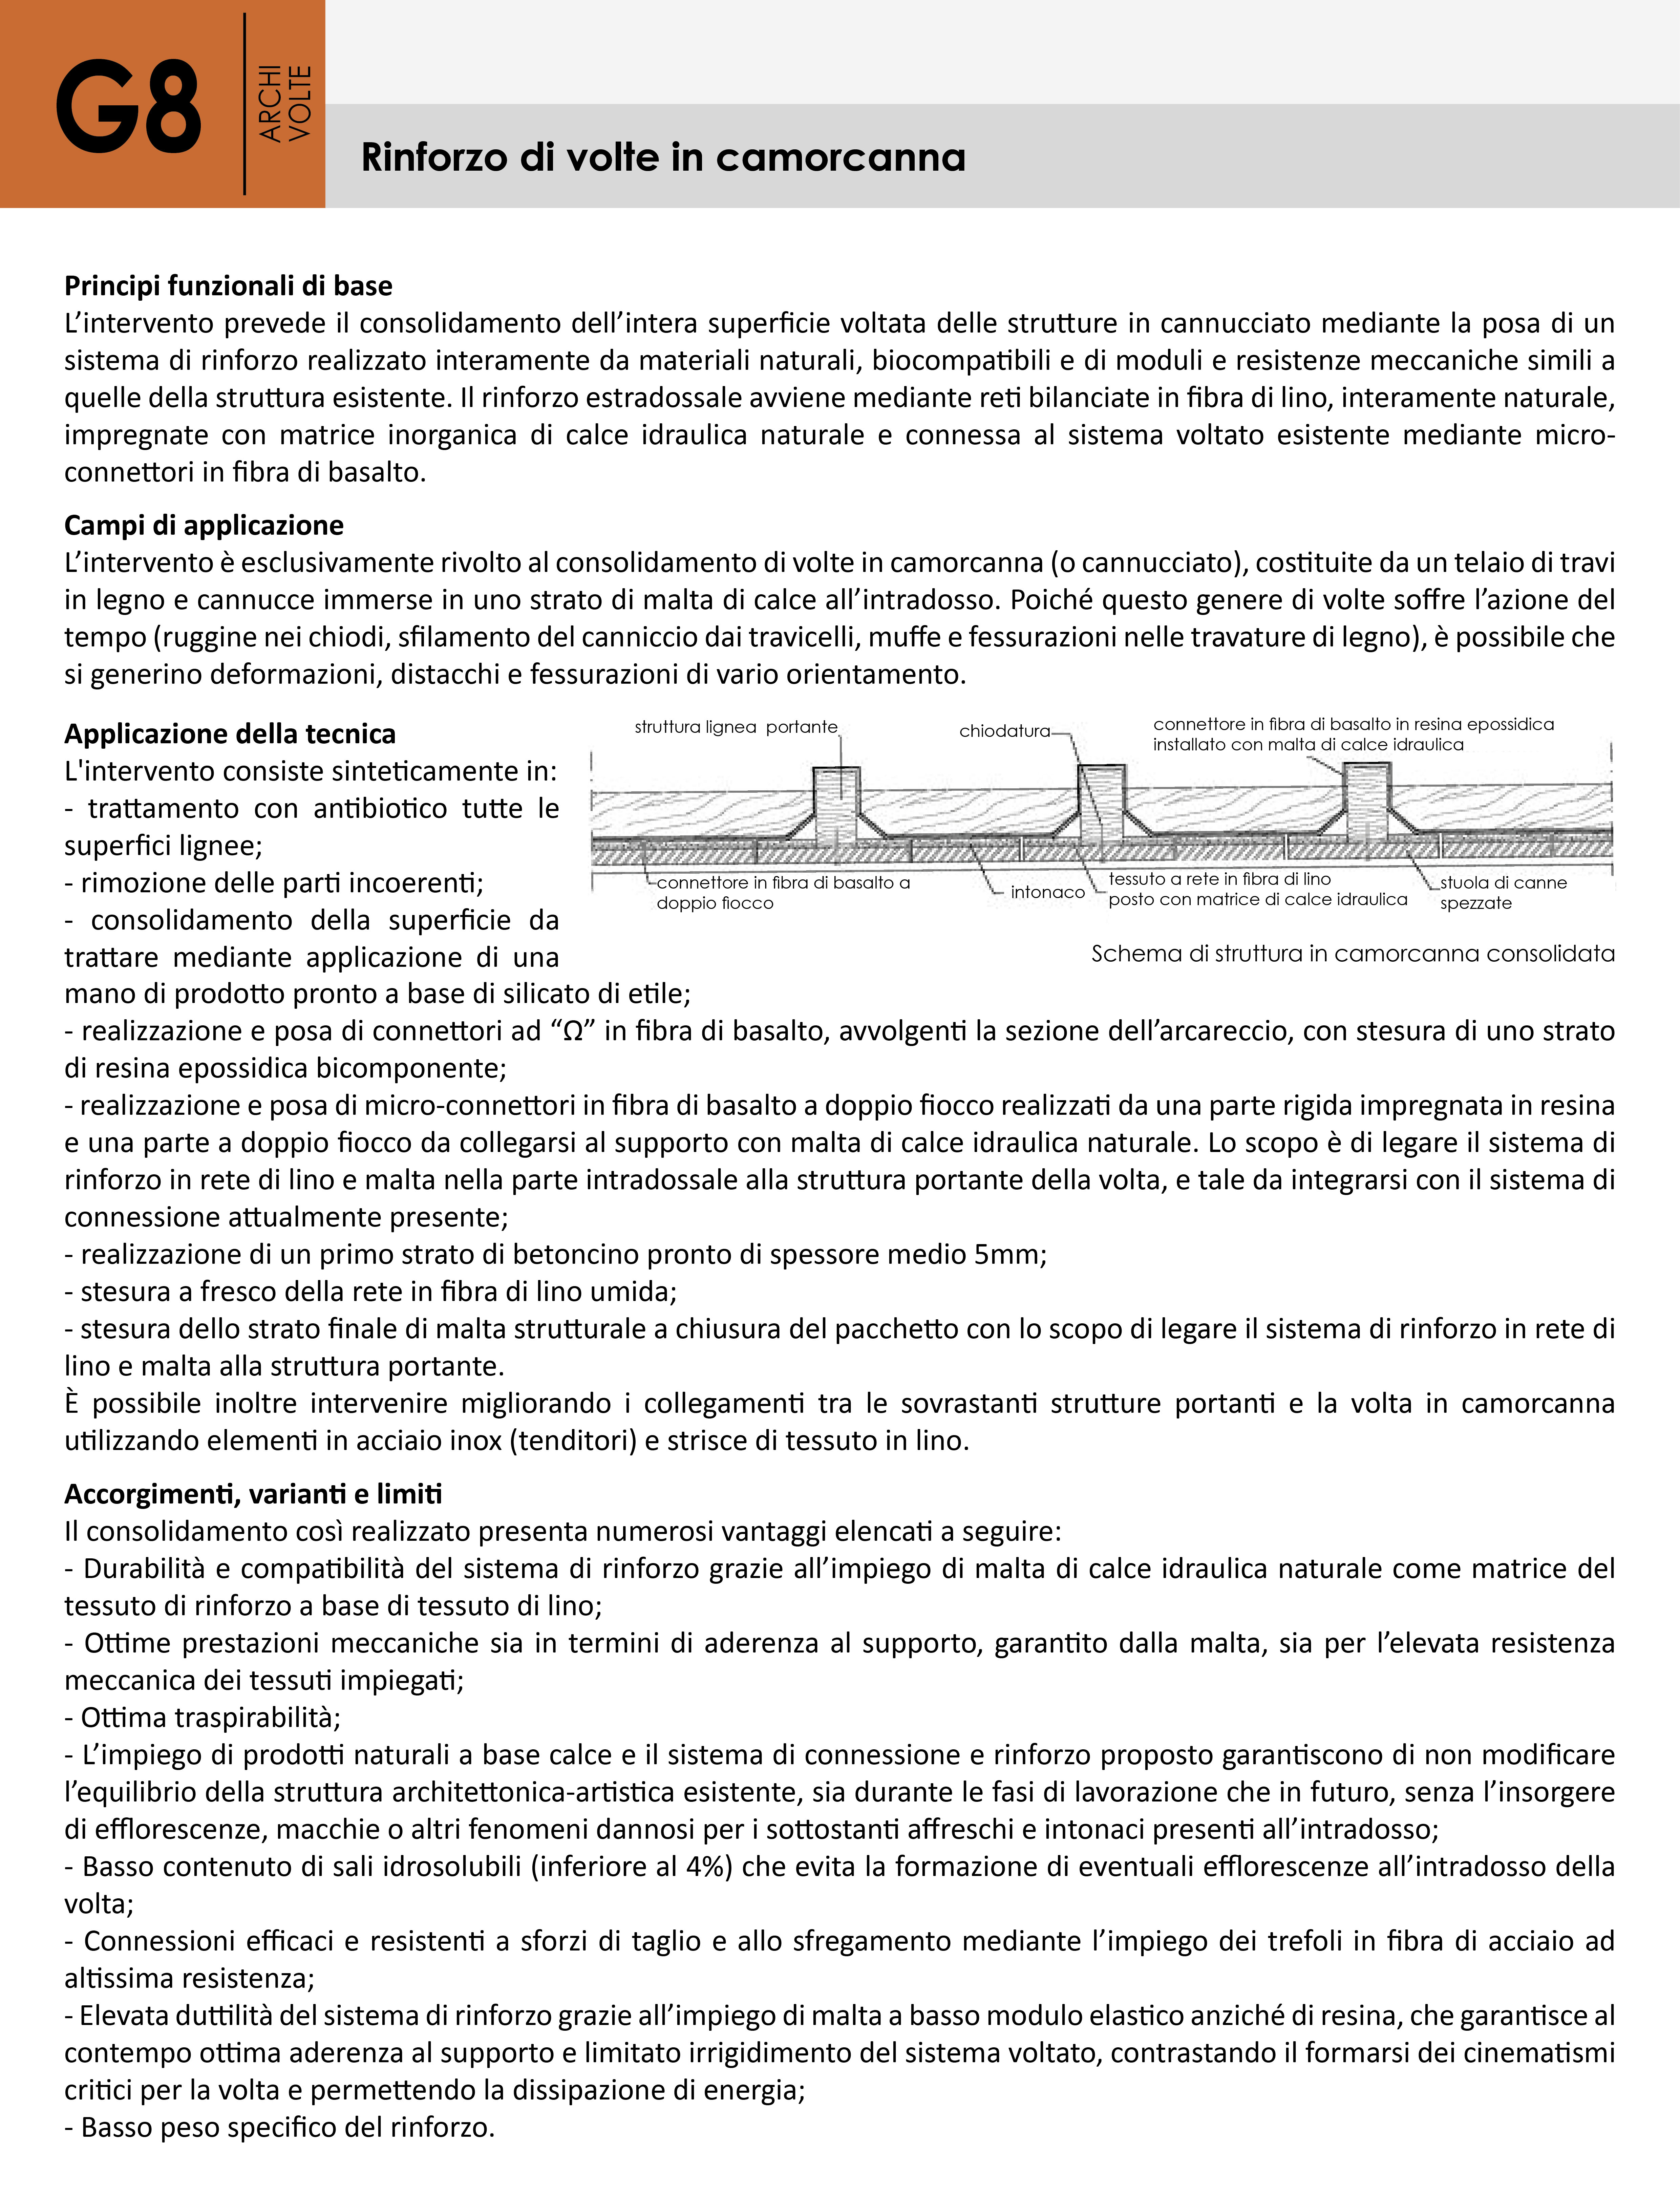 G8
ARCHI
VOLTE
Rinforzo di volte in camorcanna
Principi funzionali di base
L’intervento prevede il consolidamento dell’intera superficie voltata delle strutture in cannucciato mediante la posa di un
sistema di rinforzo realizzato interamente da materiali naturali, biocompatibili e di moduli e resistenze meccaniche simili a
quelle della struttura esistente. Il rinforzo estradossale avviene mediante reti bilanciate in fibra di lino, interamente naturale,
impregnate con matrice inorganica di calce idraulica naturale e connessa al sistema voltato esistente mediante micro-
connettori in fibra di basalto.
Campi di applicazione
L’intervento è esclusivamente rivolto al consolidamento di volte in camorcanna (o cannucciato), costituite da un telaio di travi
in legno e cannucce immerse in uno strato di malta di calce all’intradosso. Poiché questo genere di volte soffre l’azione del
tempo (ruggine nei chiodi, sfilamento del canniccio dai travicelli, muffe e fessurazioni nelle travature di legno), è possibile che
si generino deformazioni, distacchi e fessurazioni di vario orientamento.
Applicazione della tecnica
L'intervento consiste sinteticamente in:
- trattamento con antibiotico tutte le
superfici lignee;
- rimozione delle parti incoerenti;
- consolidamento della superficie da
trattare mediante applicazione di una
struttura lignea portante
chiodatura
connettore in fibra di basalto in resina epossidica
installato con malta di calce idraulica
connettore in fibra di basalto a
doppio fiocco
intonaco
tessuto a rete in fibra di lino
posto con matrice di calce idraulica
stuola di canne
spezzate
Schema di struttura in camorcanna consolidata
mano di prodotto pronto a base di silicato di etile;
- realizzazione e posa di connettori ad “Ω” in fibra di basalto, avvolgenti la sezione dell’arcareccio, con stesura di uno strato
di resina epossidica bicomponente;
- realizzazione e posa di micro-connettori in fibra di basalto a doppio fiocco realizzati da una parte rigida impregnata in resina
e una parte a doppio fiocco da collegarsi al supporto con malta di calce idraulica naturale. Lo scopo è di legare il sistema di
rinforzo in rete di lino e malta nella parte intradossale alla struttura portante della volta, e tale da integrarsi con il sistema di
connessione attualmente presente;
- realizzazione di un primo strato di betoncino pronto di spessore medio 5mm;
- stesura a fresco della rete in fibra di lino umida;
- stesura dello strato finale di malta strutturale a chiusura del pacchetto con lo scopo di legare il sistema di rinforzo in rete di
lino e malta alla struttura portante.
È possibile inoltre intervenire migliorando i collegamenti tra le sovrastanti strutture portanti e la volta in camorcanna
utilizzando elementi in acciaio inox (tenditori) e strisce di tessuto in lino.
Accorgimenti, varianti e limiti
Il consolidamento così realizzato presenta numerosi vantaggi elencati a seguire:
- Durabilità e compatibilità del sistema di rinforzo grazie all’impiego di malta di calce idraulica naturale come matrice del
tessuto di rinforzo a base di tessuto di lino;
- Ottime prestazioni meccaniche sia in termini di aderenza al supporto, garantito dalla malta, sia per l’elevata resistenza
meccanica dei tessuti impiegati;
- Ottima traspirabilità;
- L’impiego di prodotti naturali a base calce e il sistema di connessione e rinforzo proposto garantiscono di non modificare
l’equilibrio della struttura architettonica-artistica esistente, sia durante le fasi di lavorazione che in futuro, senza l’insorgere
di efflorescenze, macchie o altri fenomeni dannosi per i sottostanti affreschi e intonaci presenti all’intradosso;
- Basso contenuto di sali idrosolubili (inferiore al 4%) che evita la formazione di eventuali efflorescenze all’intradosso della
volta;
- Connessioni efficaci e resistenti a sforzi di taglio e allo sfregamento mediante l’impiego dei trefoli in fibra di acciaio ad
altissima resistenza;
- Elevata duttilità del sistema di rinforzo grazie all’impiego di malta a basso modulo elastico anziché di resina, che garantisce al
contempo ottima aderenza al supporto e limitato irrigidimento del sistema voltato, contrastando il formarsi dei cinematismi
critici per la volta e permettendo la dissipazione di energia;
- Basso peso specifico del rinforzo.